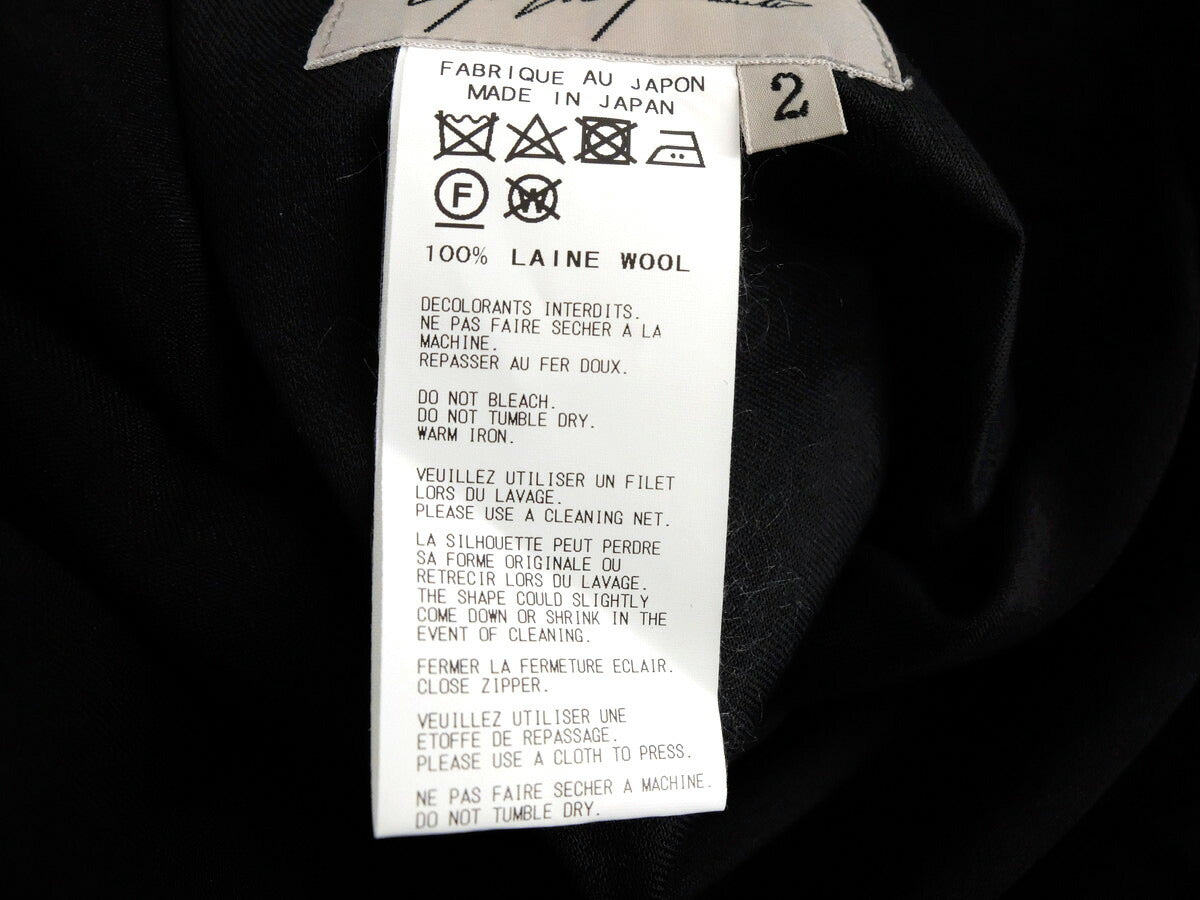 FABRIQUE AU JAPON
MADE IN JAPAN
2
F
W
100% LAINE WOOL
DECOLORANTS INTERDITS.
NE PAS FAIRE SECHER A LA
MACHINE.
REPASSER AU FER DOUX.
DO NOT BLEACH.
DO NOT TUMBLE DRY.
WARM IRON.
VEUILLEZ UTILISER UN FILET
LORS DU LAVAGE.
PLEASE USE A CLEANING NET.
LA SILHOUETTE PEUT PERDRE
SA FORME ORIGINALE OU
RETRECIR LORS DU LAVAGE.
THE SHAPE COULD SLIGHTLY
COME DOWN OR SHRINK IN THE
EVENT OF CLEANING.
FERMER LA FERMETURE ECLAIR.
CLOSE ZIPPER.
VEUILLEZ UTILISER UNE
ETOFFE DE REPASSAGE.
PLEASE USE A CLOTH TO PRESS.
NE PAS FAIRE SECHER A MACHINE.
DO NOT TUMBLE DRY.